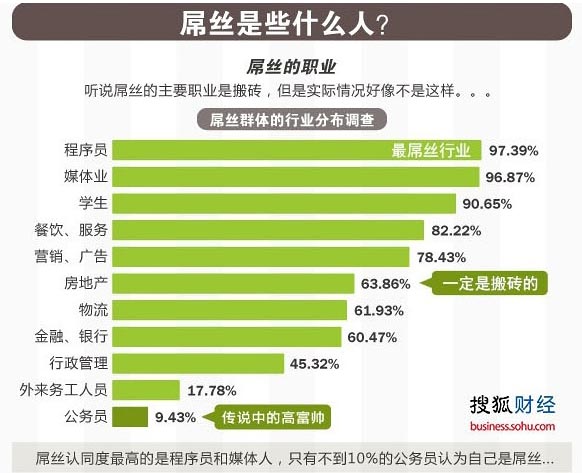 屌丝是些什么人?
屌丝的职业
听说屌丝的主要职业是搬砖，但是实际情况好像不是这样。。。
屌丝群体的行业分布调查
程序员 最屌丝行业 97.39%
媒体业 96.87%
学生 90.65%
餐饮、服务 82.22%
营销、广告 78.43%
房地产 63.86% 一定是搬砖的
物流 61.93%
金融、银行 60.47%
行政管理 45.32%
外来务工人员 17.78%
公务员 9.43% 传说中的高富帅
搜狐财经
business.sohu.com
屌丝认同度最高的是程序员和媒体人，只有不到10%的公务员认为自己是屌丝...